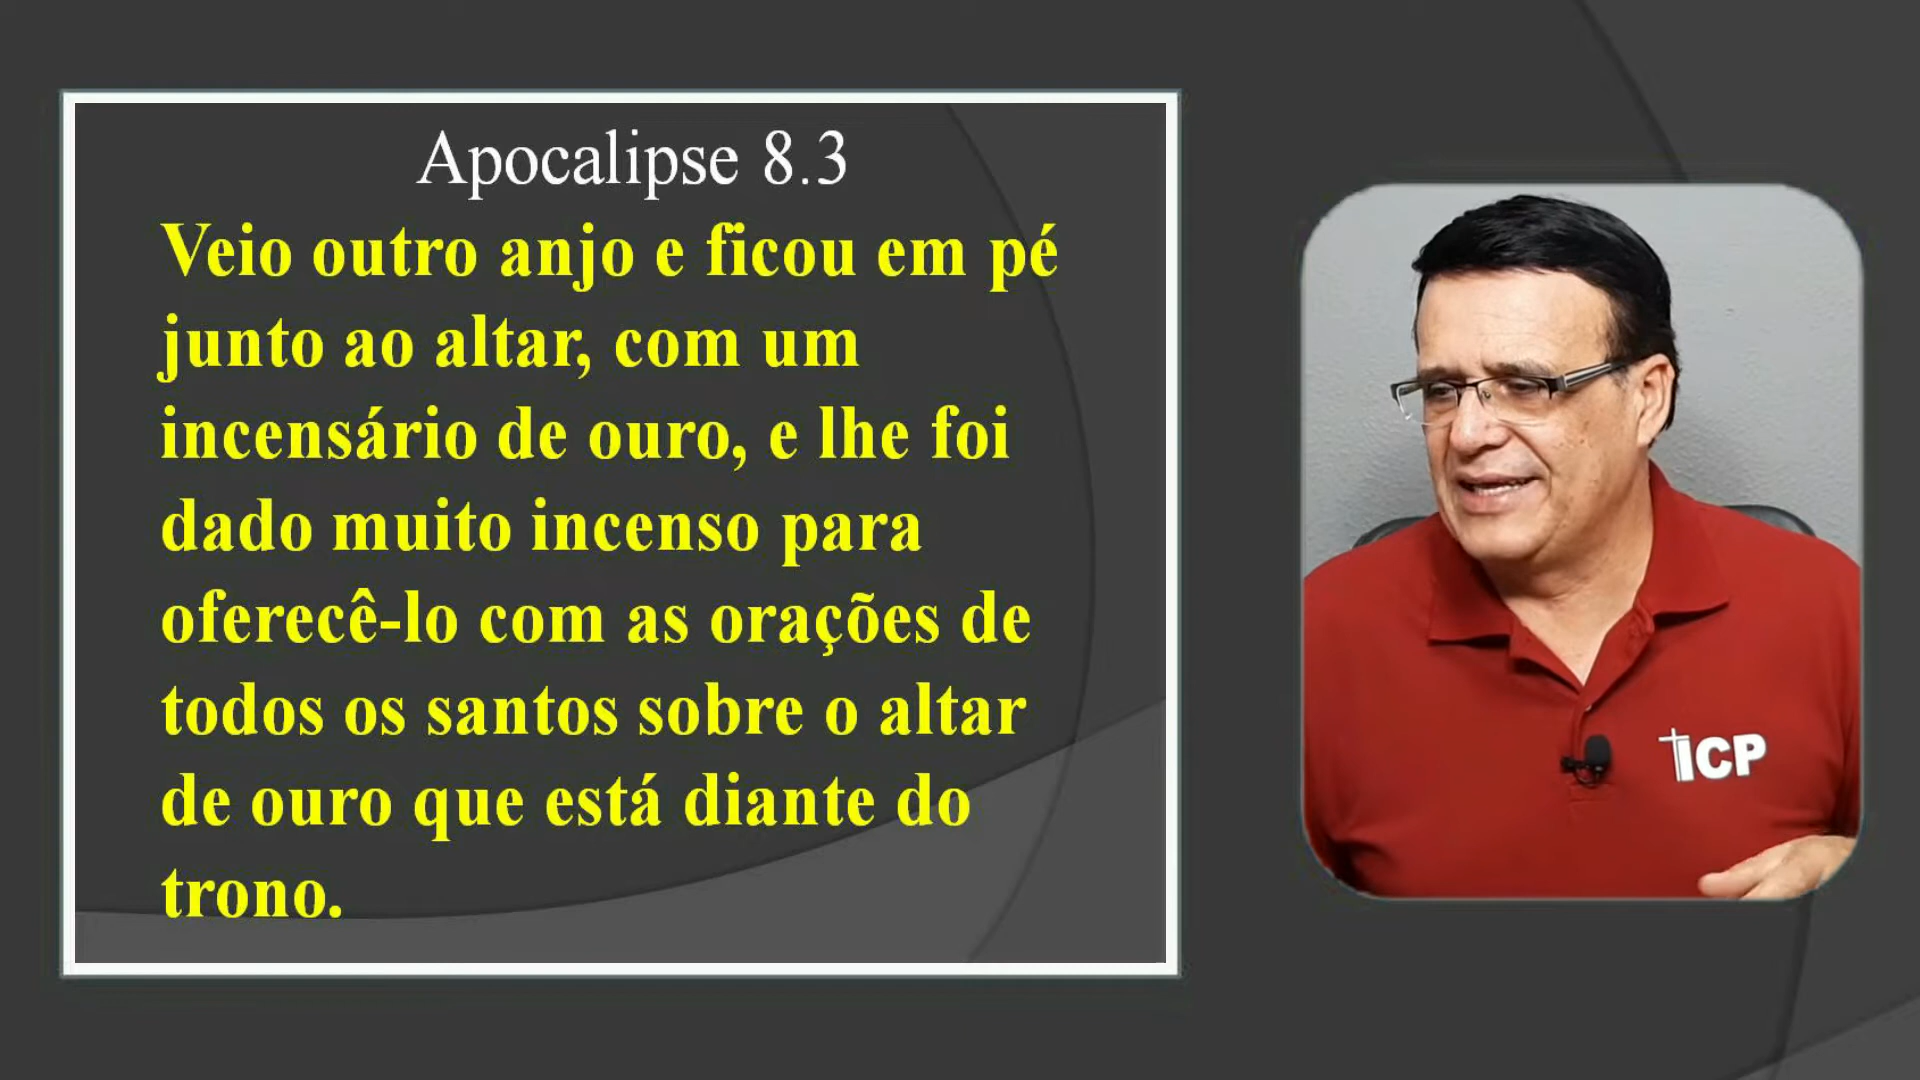 Apocalipse 8.3
Veio outro anjo e ficou em pé
junto ao altar, com um
incensário de ouro, e lhe foi
dado muito incenso para
oferecê-lo com as orações de
todos os santos sobre o altar
de ouro que está diante do
trono.
ICP